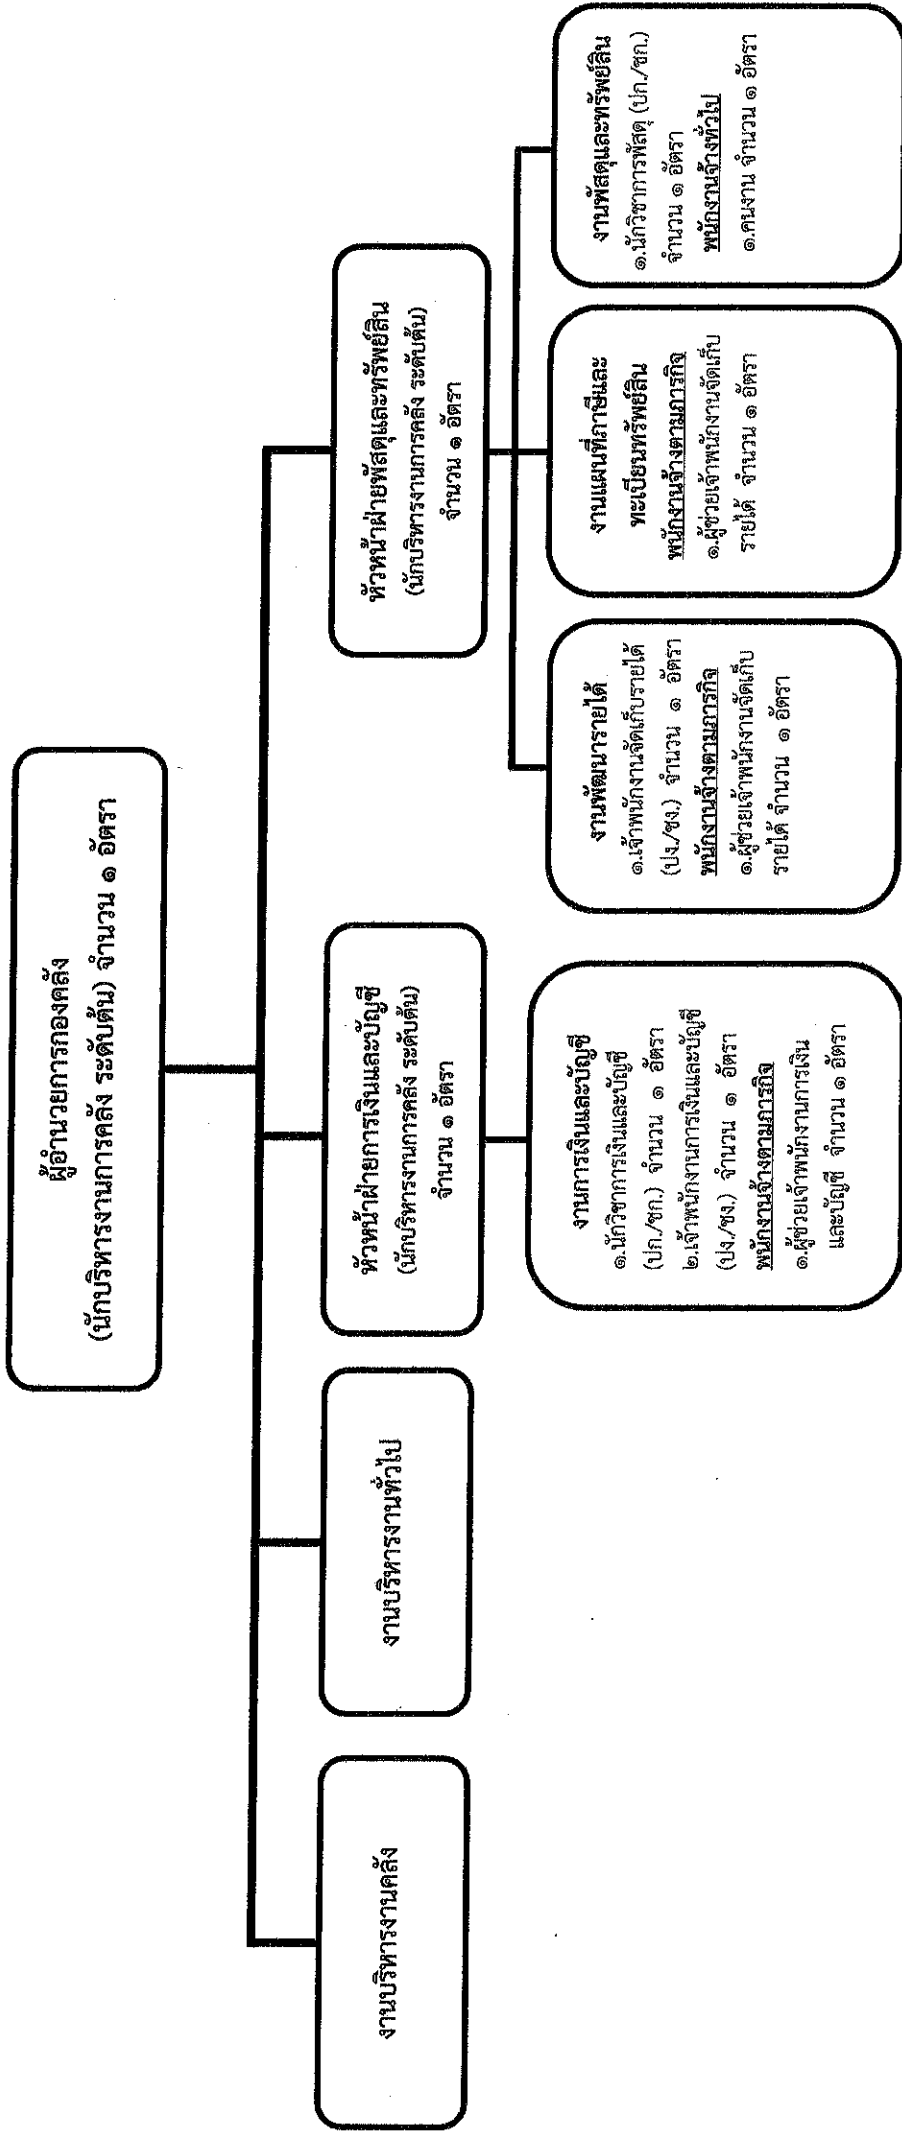 ผู้อำนวยการกองคลัง
(นักบริหารงานการคลัง ระดับต้น) จำนวน ๑ อัตรา
งานบริหารงานคลัง
งานบริหารงานทั่วไป
หัวหน้าฝ่ายการเงินและบัญชี
(นักบริหารงานการคลัง ระดับต้น)
จำนวน ๑ อัตรา
หัวหน้าฝ่ายพัสดุและทรัพย์สิน
(นักบริหารงานการคลัง ระดับต้น)
จำนวน ๑ อัตรา
งานการเงินและบัญชี
๑.นักวิชาการเงินและบัญชี
(ปก./ชก.) จำนวน ๑ อัตรา
๒.เจ้าพนักงานการเงินและบัญชี
(ปง./ชง.) จำนวน ๑ อัตรา
พนักงานจ้างตามภารกิจ
๑.ผู้ช่วยเจ้าพนักงานการเงิน
และบัญชี จำนวน ๑ อัตรา
งานพัฒนารายได้
๑.เจ้าพนักงานจัดเก็บรายได้
(ปง./ชง.) จำนวน ๑ อัตรา
พนักงานจ้างตามภารกิจ
๑.ผู้ช่วยเจ้าพนักงานจัดเก็บ
รายได้ จำนวน ๑ อัตรา
งานแผนที่ภาษีและ
ทะเบียนทรัพย์สิน
พนักงานจ้างตามภารกิจ
๑.ผู้ช่วยเจ้าพนักงานจัดเก็บ
รายได้ จำนวน ๑ อัตรา
งานพัสดุและทรัพย์สิน
๑.นักวิชาการพัสดุ (ปก./ชก.)
จำนวน ๑ อัตรา
พนักงานจ้างทั่วไป
๑.คนงาน จำนวน ๑ อัตรา